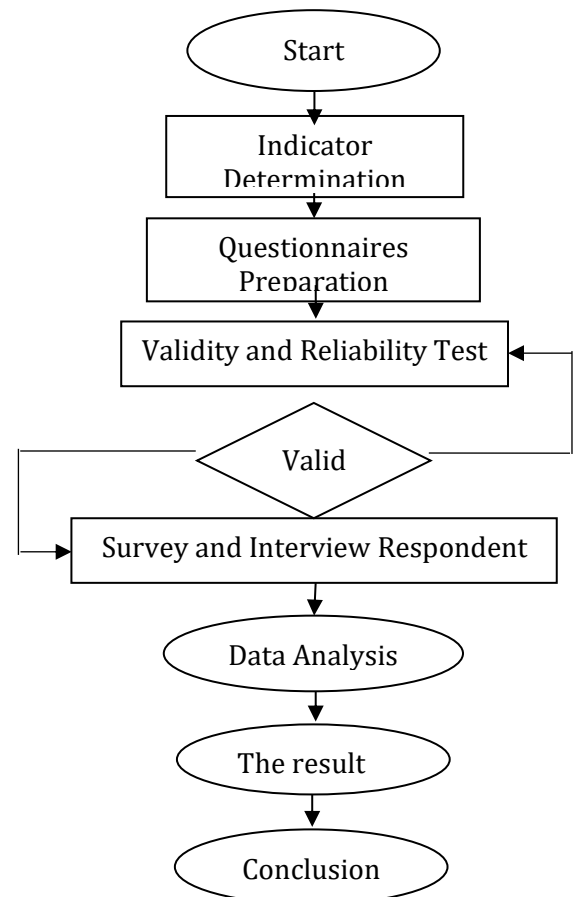 Start
Indicator
Determination
Questionnaires
Preparation
Validity and Reliability Test
Valid
Survey and Interview Respondent
Data Analysis
The result
Conclusion